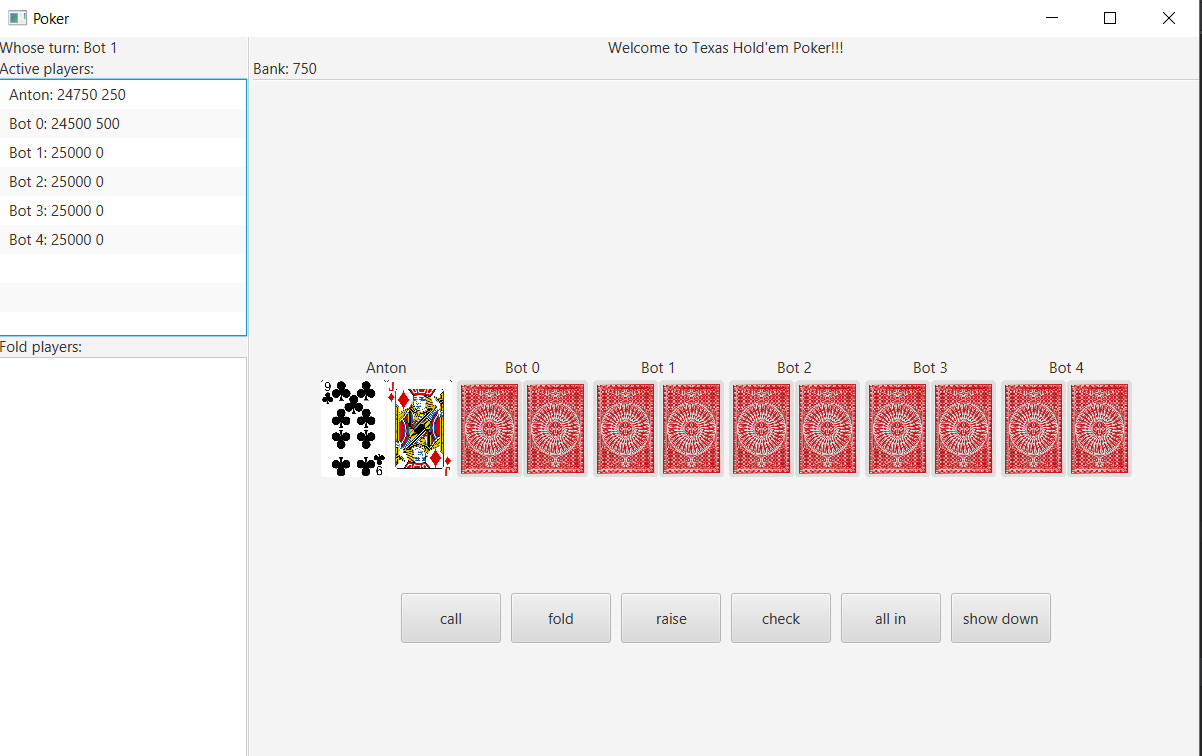 Poker
Whose turn: Bot 1
Welcome to Texas Hold'em Poker!!!
Active players:
Bank: 750
Anton: 24750 250
Bot 0: 24500 500
Bot 1: 25000 0
Bot 2: 25000 0
Bot 3: 25000 0
Bot 4: 25000 0
Fold players:
Anton Bot 0 Bot 1 Bot 2 Bot 3 Bot 4
9 J
9 J
call fold raise check all in show down